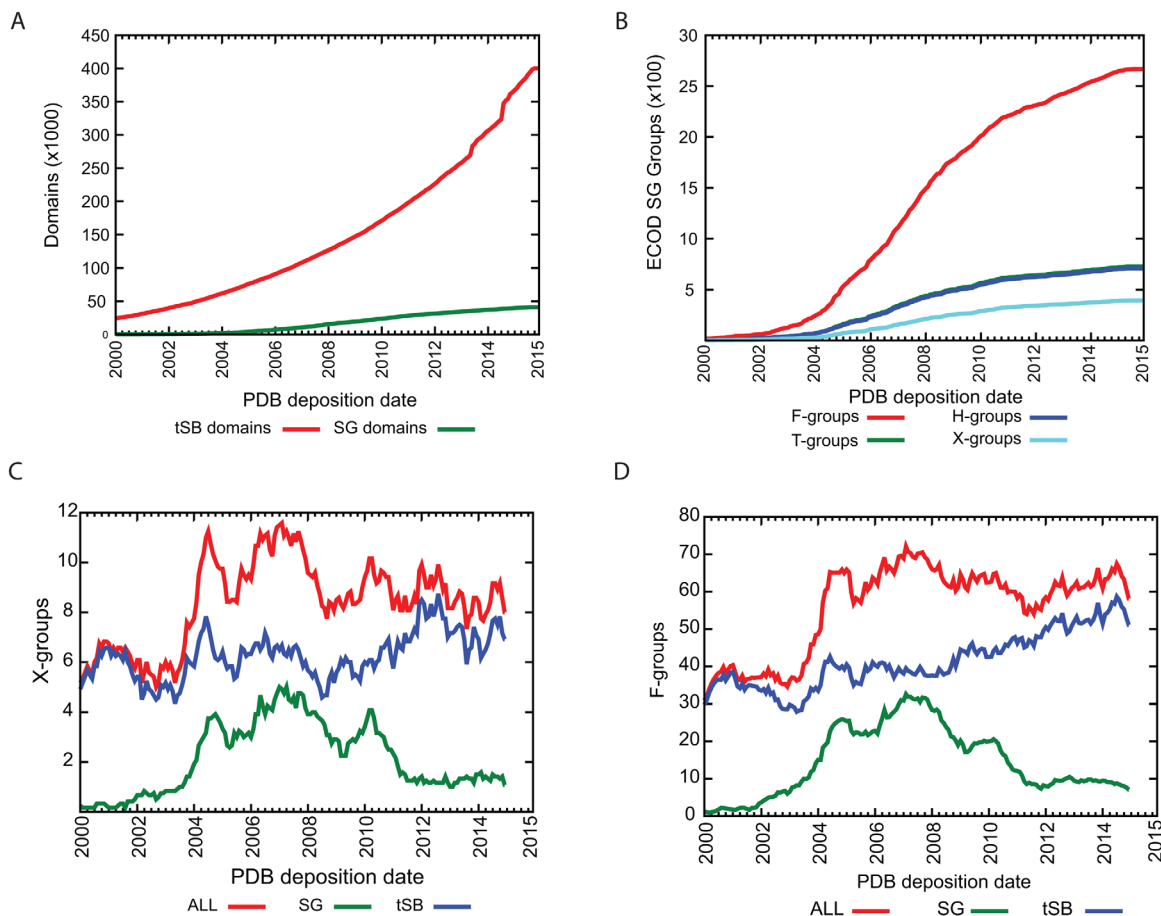 A
450
400
350
300
250
200
150
100
50
0
Domains (x1000)
2000
2002
2004
2006
2008
2010
2012
2014
2015
PDB deposition date
tSB domains
SG domains
B
30
25
20
15
10
5
ECOD SG Groups (x100)
2000
2002
2004
2006
2008
2010
2012
2014
2015
PDB deposition date
F-groups
H-groups
T-groups
X-groups
C
12
10
8
6
4
2
X-groups
2000
2002
2004
2006
2008
2010
2012
2014
2015
PDB deposition date
ALL
SG
tSB
D
80
70
60
50
40
30
20
10
0
F-groups
2000
2002
2004
2006
2008
2010
2012
2014
2015
PDB deposition date
ALL
SG
tSB